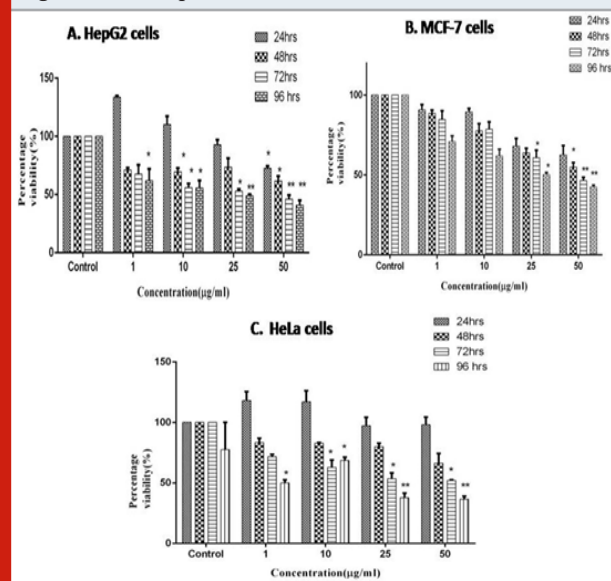 A. HepG2 cells
24hrs
48hrs
72hrs
96 hrs
150
100
50
0
Percentage
viability(%)
* * * * * ** * * ** **
Control 1 10 25 50
Concentration(µg/ml)
B. MCF-7 cells
24hrs
48hrs
72hrs
96 hrs
150
100
50
0
Percentage
viability(%)
* * * * ** **
Control 1 10 25 50
Concentration(µg/ml)
C. HeLa cells
24hrs
48hrs
72hrs
96 hrs
150
100
50
0
Percentage
viability(%)
* * * * ** * **
Control 1 10 25 50
Concentration(µg/ml)